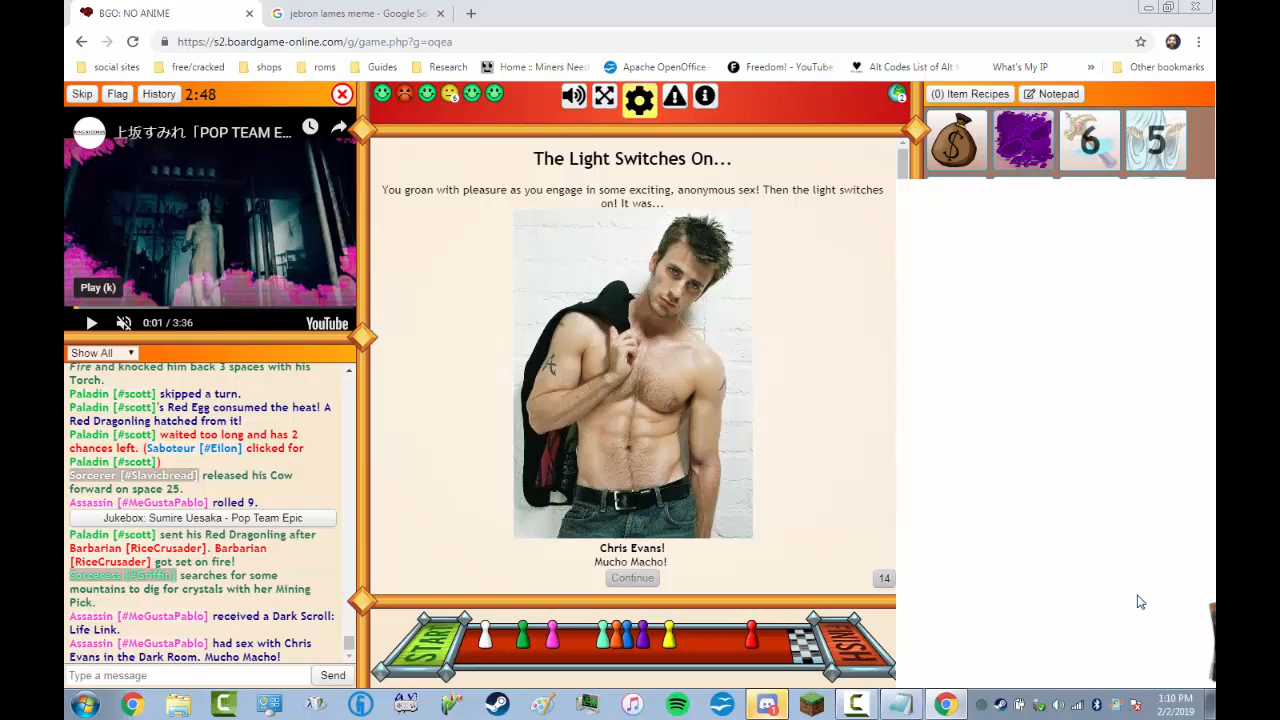 BGO: NO ANIME
jebron lames meme - Google Se
https://s2.boardgame-online.com/g/game.php?g=oqea
social sites
free/cracked
shops
roms
Guides
Research
Home :: Miners Need
Apache OpenOffice -
Freedom! - YouTube
Alt Codes List of Alt
What's My IP
»
Other bookmarks
Skip
Flag
History
2:48
上坂すみれ「POP TEAM E...
Play (k)
0:01 / 3:36
YouTube
Show All
Fire and knocked him back 3 spaces with his
Torch.
Paladin [#scott] skipped a turn.
Paladin [#scott]'s Red Egg consumed the heat! A
Red Dragonling hatched from it!
Paladin [#scott] waited too long and has 2
chances left. (Saboteur [#Eilon] clicked for
Paladin [#scott])
Sorcerer [#Slavicbread] released his Cow
forward on space 25.
Assassin [#MeGustaPablo] rolled 9.
Jukebox: Sumire Uesaka - Pop Team Epic
Paladin [#scott] sent his Red Dragonling after
Barbarian [RiceCrusader]. Barbarian
[RiceCrusader] got set on fire!
Sorceress [#Griffin] searches for some
mountains to dig for crystals with her Mining
Pick.
Assassin [#MeGustaPablo] received a Dark Scroll:
Life Link.
Assassin [#MeGustaPablo] had sex with Chris
Evans in the Dark Room. Mucho Macho!
Type a message
Send
The Light Switches On...
You groan with pleasure as you engage in some exciting, anonymous sex! Then the light switches
on! It was...
Chris Evans!
Mucho Macho!
Continue
14
START
FINISH
(0) Item Recipes
Notepad
$
6
5
1:10 PM
2/2/2019